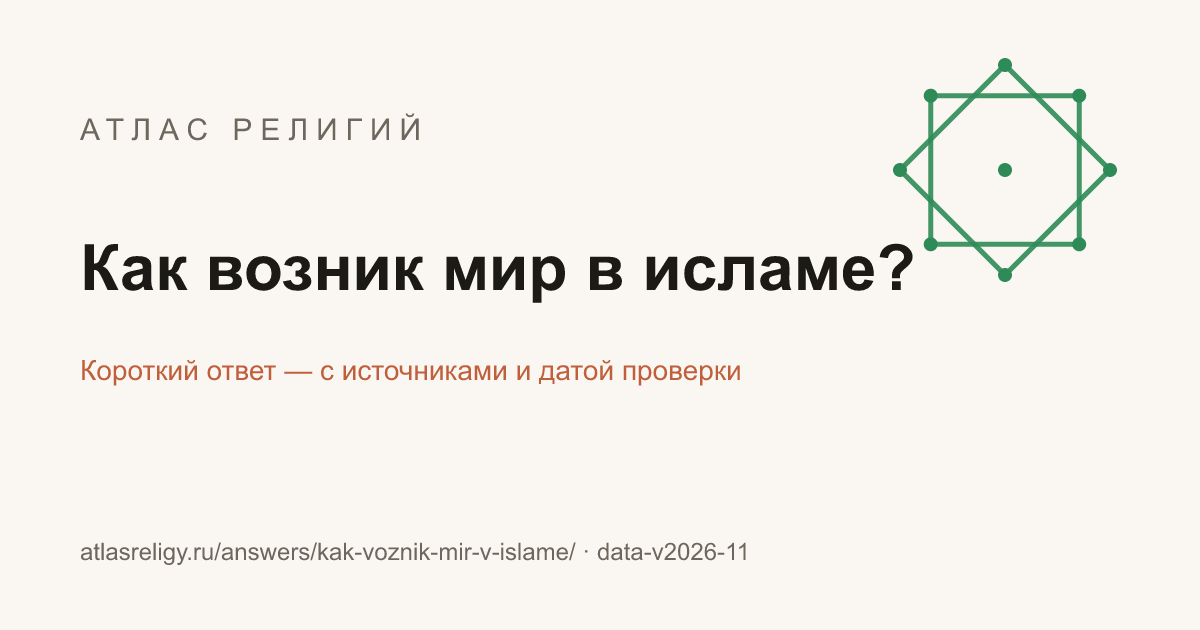 АТЛАС РЕЛИГИЙ
Как возник мир в исламе?
Короткий ответ — с источниками и датой проверки
atlasreligy.ru/answers/kak-voznik-mir-v-islame/ · data-v2026-11